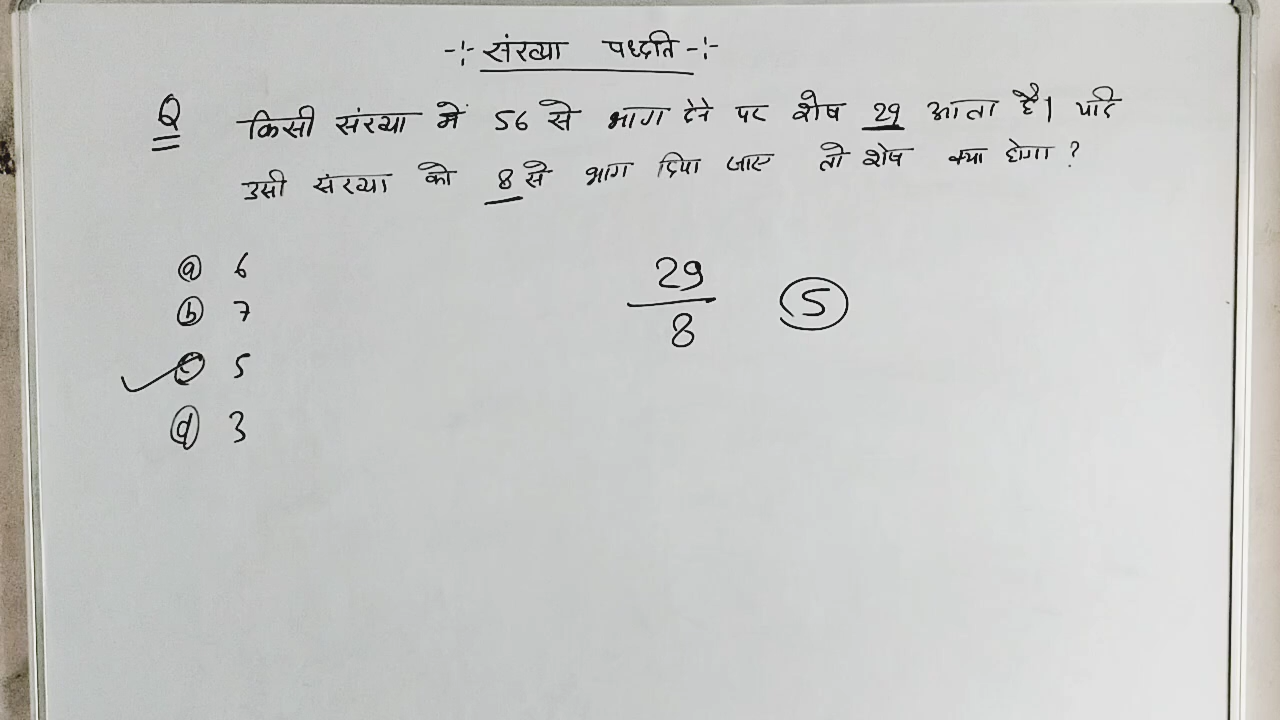 -:- संख्या पध्दति -:-
Q किसी संख्या में 56 से भाग देने पर शेष 29 आता है। यदि
उसी संख्या को 8 से भाग दिया जाए तो शेष क्या होगा ?
(a) 6
(b) 7
(c) 5
(d) 3
29
8
5